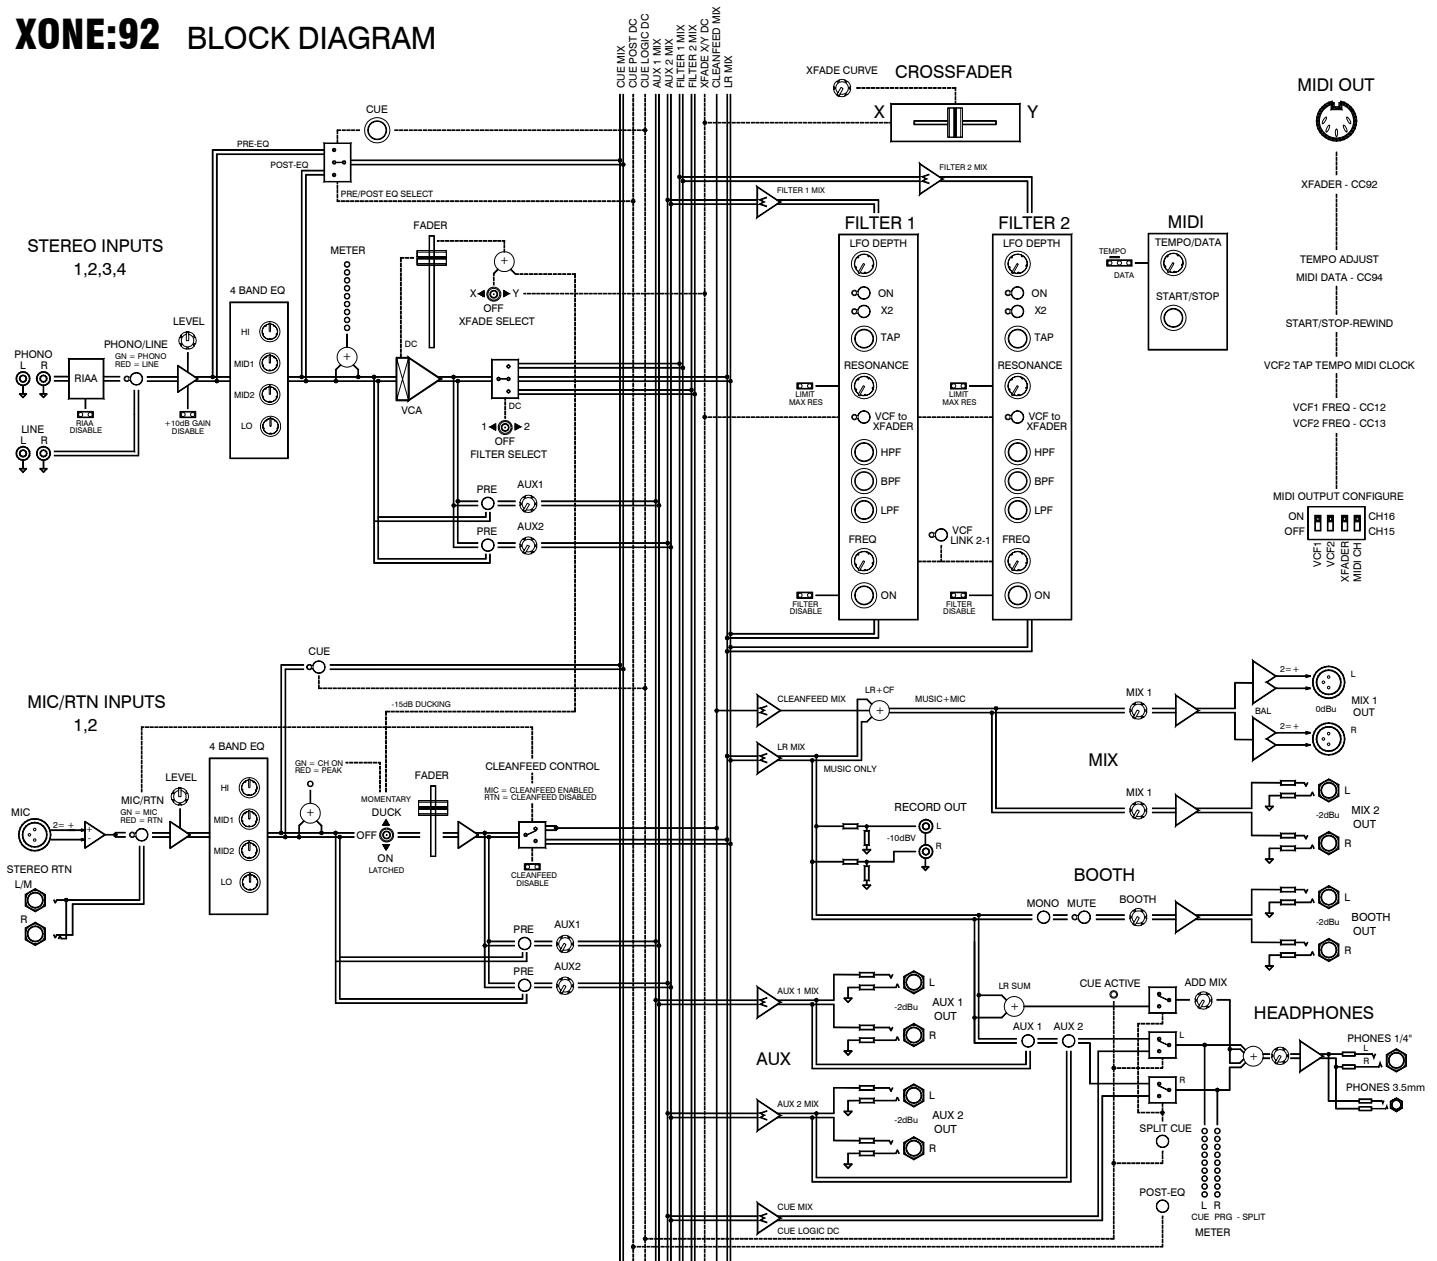 XONE:92 BLOCK DIAGRAM
CUE MIX
CUE POST DC
CUE LOGIC DC
AUX 1 MIX
AUX 2 MIX
FILTER 1 MIX
FILTER 2 MIX
XFADE X/Y DC
CLEANFEED MIX
LR MIX
XFADE CURVE
CROSSFADER
X
Y
MIDI OUT
CUE
PRE-EQ
POST-EQ
PRE/POST EQ SELECT
FILTER 2 MIX
FILTER 1 MIX
XFADER - CC92
TEMPO ADJUST
MIDI DATA - CC94
START/STOP-REWIND
VCF2 TAP TEMPO MIDI CLOCK
VCF1 FREQ - CC12
VCF2 FREQ - CC13
MIDI OUTPUT CONFIGURE
ON
OFF
CH16
CH15
VCF1
VCF2
XFADER
MIDI CH
STEREO INPUTS
1,2,3,4
METER
FADER
X
Y
OFF
XFADE SELECT
4 BAND EQ
HI
MID1
MID2
LO
LEVEL
PHONO/LINE
GN = PHONO
RED = LINE
PHONO
L R
RIAA
RIAA
DISABLE
+10dB GAIN
DISABLE
LINE
L R
DC
VCA
DC
1
2
OFF
FILTER SELECT
PRE
AUX1
PRE
AUX2
FILTER 1
LFO DEPTH
ON
X2
TAP
RESONANCE
LIMIT
MAX RES
VCF to
XFADER
HPF
BPF
LPF
FREQ
ON
FILTER
DISABLE
VCF
LINK 2-1
FILTER 2
LFO DEPTH
ON
X2
TAP
RESONANCE
LIMIT
MAX RES
VCF to
XFADER
HPF
BPF
LPF
FREQ
ON
FILTER
DISABLE
MIDI
TEMPO/DATA
TEMPO
DATA
START/STOP
MIC/RTN INPUTS
1,2
CUE
-15dB DUCKING
4 BAND EQ
HI
MID1
MID2
LO
LEVEL
MIC/RTN
GN = MIC
RED = RTN
MIC
2= +
+
-
STEREO RTN
L/M
R
GN = CH ON
RED = PEAK
MOMENTARY
DUCK
OFF
ON
LATCHED
FADER
CLEANFEED CONTROL
MIC = CLEANFEED ENABLED
RTN = CLEANFEED DISABLED
CLEANFEED
DISABLE
PRE
AUX1
PRE
AUX2
CLEANFEED MIX
LR+CF
MUSIC+MIC
LR MIX
MUSIC ONLY
MIX 1
BAL
2= +
L
0dBu
2= +
R
MIX 1
OUT
MIX
MIX 1
L
-2dBu
R
MIX 2
OUT
RECORD OUT
L
-10dBV
R
BOOTH
MONO
MUTE
BOOTH
L
-2dBu
R
BOOTH
OUT
AUX 1 MIX
L
-2dBu
R
AUX 1
OUT
AUX
AUX 2 MIX
L
-2dBu
R
AUX 2
OUT
LR SUM
AUX 1
AUX 2
CUE ACTIVE
ADD MIX
L
R
HEADPHONES
PHONES 1/4"
L
R
PHONES 3.5mm
SPLIT CUE
POST-EQ
L R
CUE PRG - SPLIT
METER
CUE MIX
CUE LOGIC DC